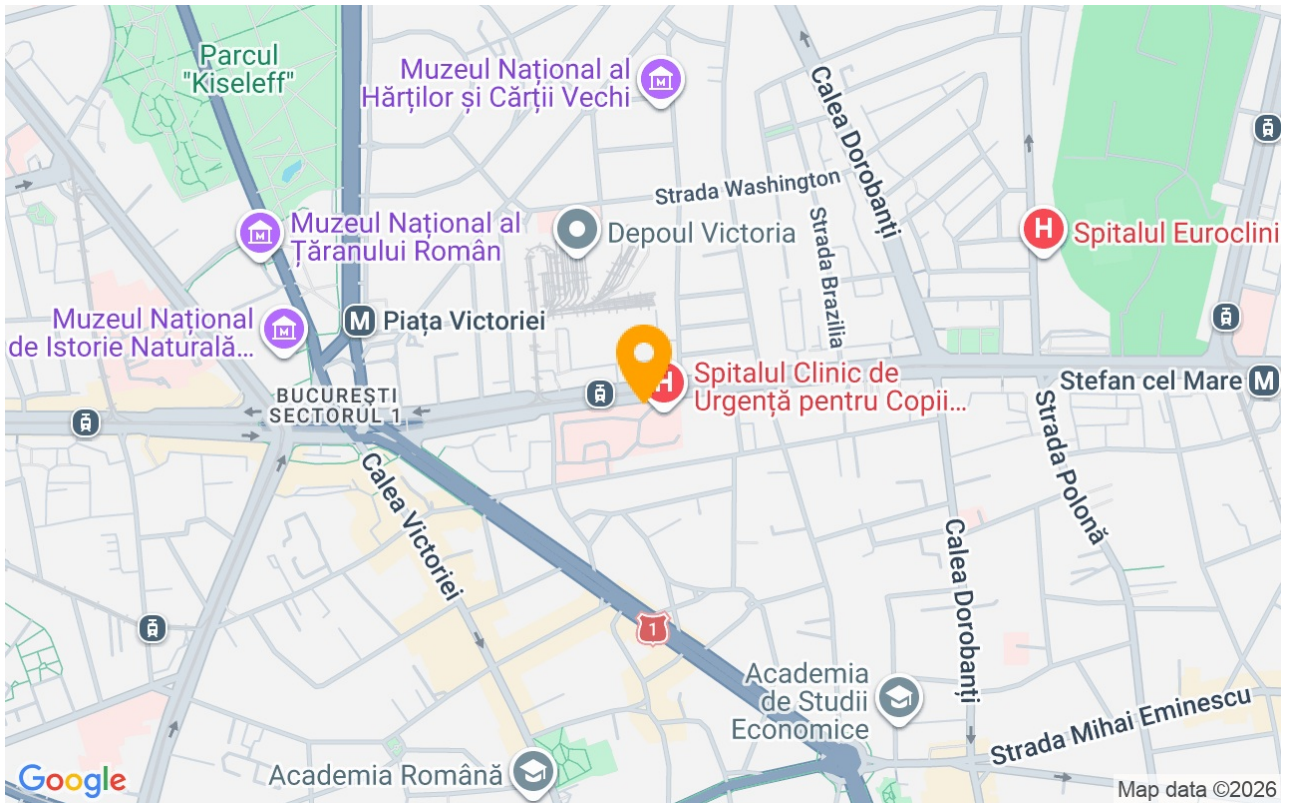 Parcul
"Kiseleff"
Muzeul Național al
Hărților și Cărții Vechi
Calea Dorobanți
Strada Washington
Muzeul Național al
Țăranului Român
Depoul Victoria
Strada Brazilia
H
Spitalul Euroclini
Muzeul Național
de Istorie Naturală...
M
Piața Victoriei
Spitalul Clinic de
Urgență pentru Copii...
H
Stefan cel Mare
M
BUCUREȘTI
SECTORUL 1
Strada Polonă
Calea Victoriei
Calea Dorobanți
1
Academia
de Studii
Economice
Strada Mihai Eminescu
Academia Română
Google
Map data ©2026